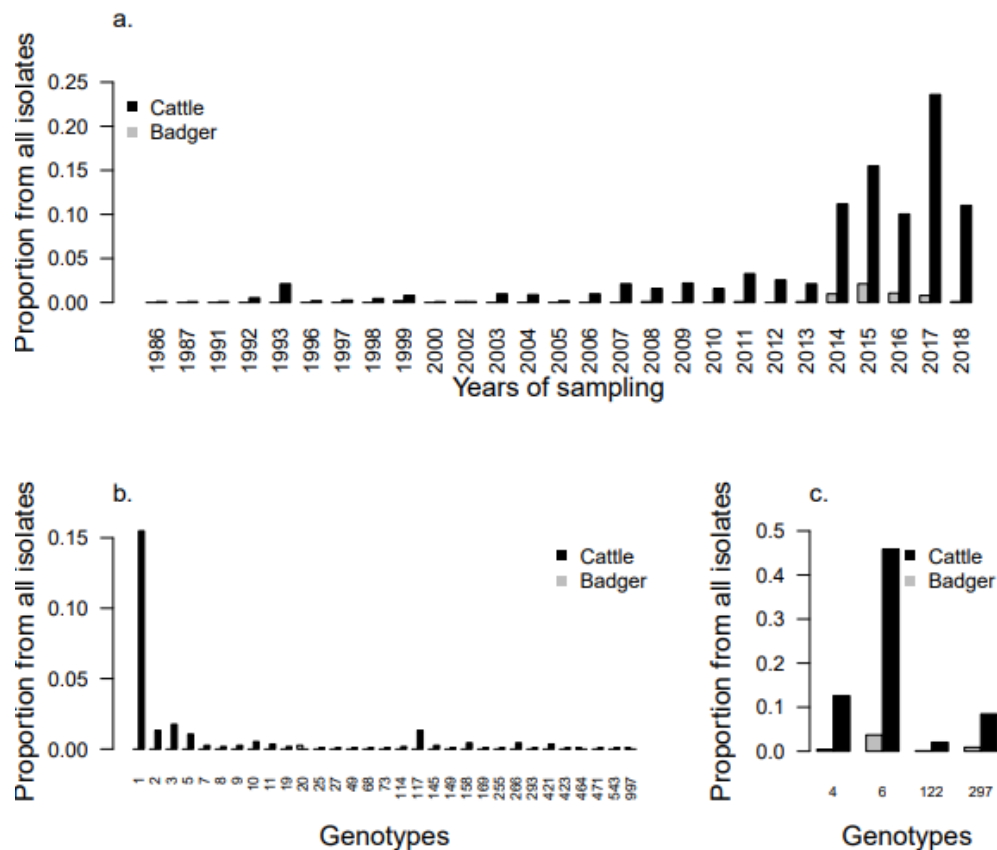 a.
Proportion from all isolates
0.25
0.20
0.15
0.10
0.05
0.00
Cattle
Badger
1986 1987 1991 1992 1993 1996 1997 1998 1999 2000 2002 2003 2004 2005 2006 2007 2008 2009 2010 2011 2012 2013 2014 2015 2016 2017 2018
Years of sampling
b.
Proportion from all isolates
0.15
0.10
0.05
0.00
Cattle
Badger
1 2 3 5 7 8 9 10 11 19 20 25 27 49 68 73 114 117 145 149 158 169 255 266 293 421 423 464 471 543 997
Genotypes
c.
Proportion from all isolates
0.5
0.4
0.3
0.2
0.1
0.0
Cattle
Badger
4 6 122 297
Genotypes